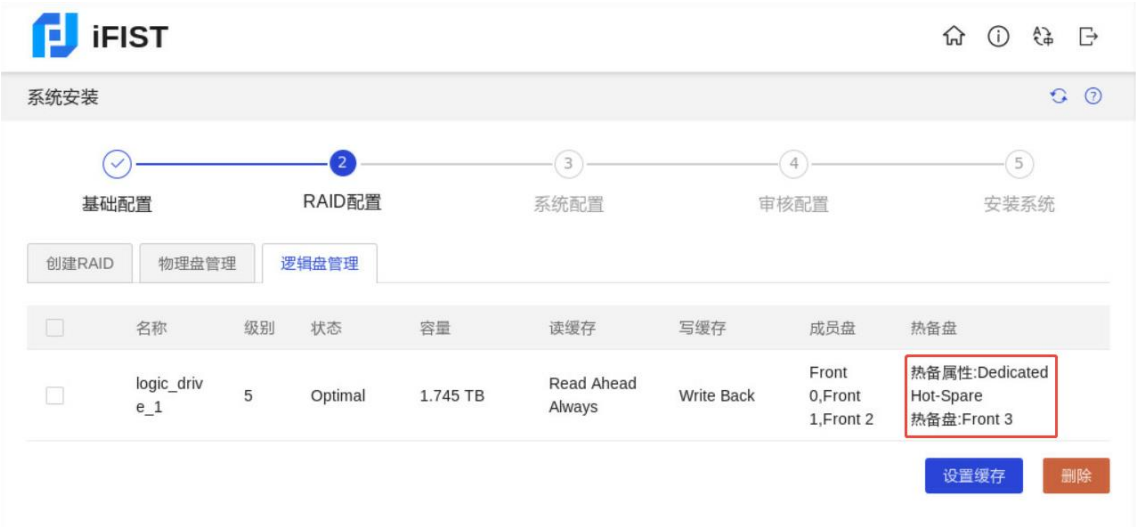 iFIST
系统安装
2
3
4
5
基础配置
RAID配置
系统配置
审核配置
安装系统
创建RAID
物理盘管理
逻辑盘管理
名称
级别
状态
容量
读缓存
写缓存
成员盘
热备盘
logic_driv
e_1
5
Optimal
1.745 TB
Read Ahead
Always
Write Back
Front
0,Front
1,Front 2
热备属性:Dedicated
Hot-Spare
热备盘:Front 3
设置缓存
删除